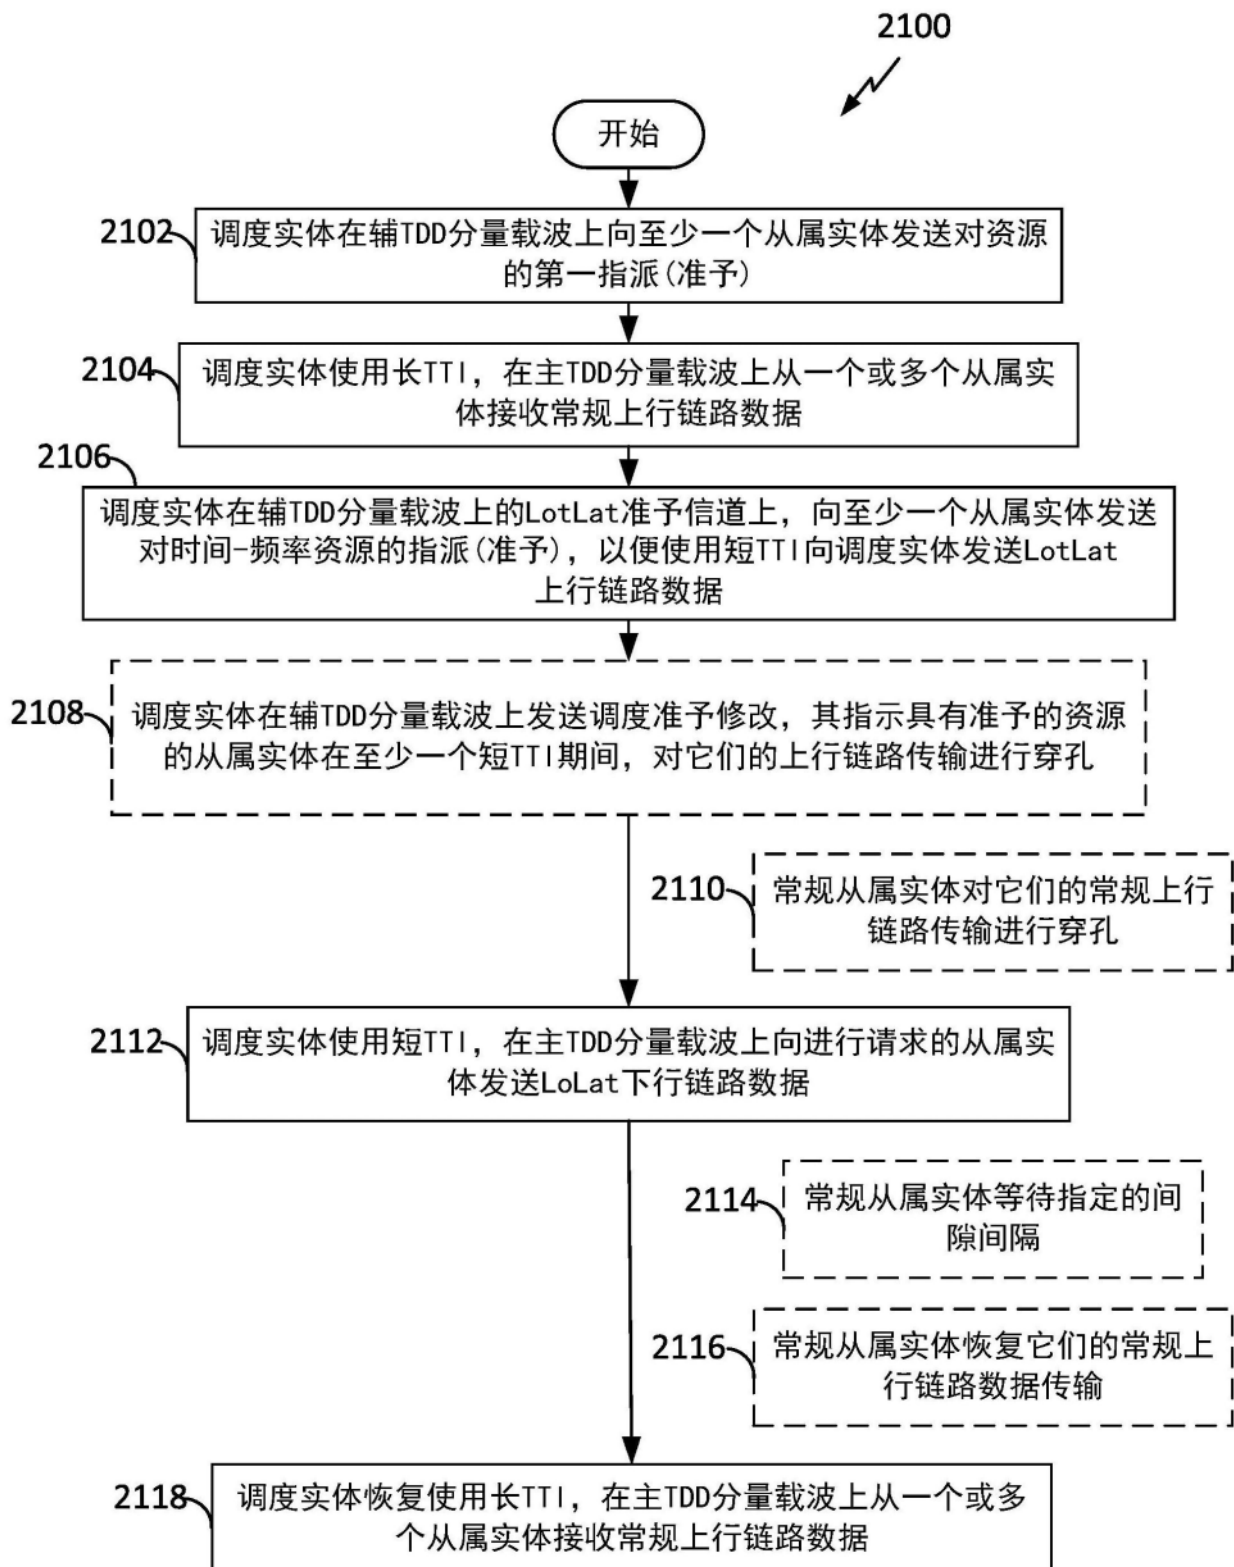 2100
开始
2102
调度实体在辅TDD分量载波上向至少一个从属实体发送对资源
的第一指派(准予)
2104
调度实体使用长TTI，在主TDD分量载波上从一个或多个从属实
体接收常规上行链路数据
2106
调度实体在辅TDD分量载波上的LotLat准予信道上，向至少一个从属实体发送
对时间-频率资源的指派(准予)，以便使用短TTI向调度实体发送LotLat
上行链路数据
2108
调度实体在辅TDD分量载波上发送调度准予修改，其指示具有准予的资源
的从属实体在至少一个短TTI期间，对它们的上行链路传输进行穿孔
2110
常规从属实体对它们的常规上行
链路传输进行穿孔
2112
调度实体使用短TTI，在主TDD分量载波上向进行请求的从属实
体发送LoLat下行链路数据
2114
常规从属实体等待指定的间
隙间隔
2116
常规从属实体恢复它们的常规上
行链路数据传输
2118
调度实体恢复使用长TTI，在主TDD分量载波上从一个或多
个从属实体接收常规上行链路数据